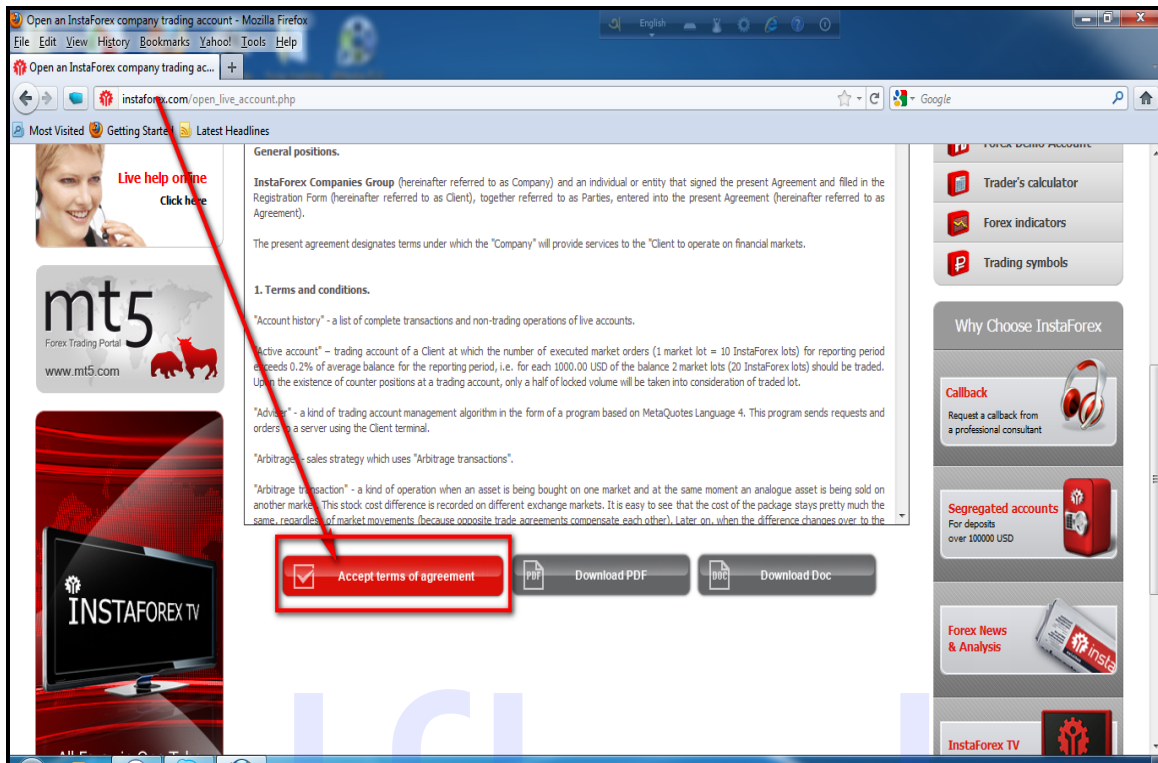 Open an InstaForex company trading account - Mozilla Firefox
English
File Edit View History Bookmarks Yahoo! Tools Help
Open an InstaForex company trading ac...
instaforex.com/open_live_account.php
Google
Most Visited Getting Started Latest Headlines
Live help online
Click here
mt5
Forex Trading Portal
www.mt5.com
INSTAFOREX TV
General positions.
InstaForex Companies Group (hereinafter referred to as Company) and an individual or entity that signed the present Agreement and filled in the
Registration Form (hereinafter referred to as Client), together referred to as Parties, entered into the present Agreement (hereinafter referred to as
Agreement).
The present agreement designates terms under which the "Company" will provide services to the "Client to operate on financial markets.
1. Terms and conditions.
"Account history" - a list of complete transactions and non-trading operations of live accounts.
"Active account" – trading account of a Client at which the number of executed market orders (1 market lot = 10 InstaForex lots) for reporting period
exceeds 0.2% of average balance for the reporting period, i.e. for each 1000.00 USD of the balance 2 market lots (20 InstaForex lots) should be traded.
Upon the existence of counter positions at a trading account, only a half of locked volume will be taken into consideration of traded lot.
"Adviser" - a kind of trading account management algorithm in the form of a program based on MetaQuotes Language 4. This program sends requests and
orders to a server using the Client terminal.
"Arbitrage" - sales strategy which uses "Arbitrage transactions".
"Arbitrage transaction" - a kind of operation when an asset is being bought on one market and at the same moment an analogue asset is being sold on
another market. This stock cost difference is recorded on different exchange markets. It is easy to see that the cost of the package stays pretty much the
same, regardless of market movements (because opposite trade agreements compensate each other). Later on, when the difference changes over to the
Accept terms of agreement
PDF Download PDF
DOC Download Doc
Forex Demo Account
Trader's calculator
Forex indicators
Trading symbols
Why Choose InstaForex
Callback
Request a callback from
a professional consultant
Segregated accounts
For deposits
over 100000 USD
Forex News
& Analysis
insta
InstaForex TV